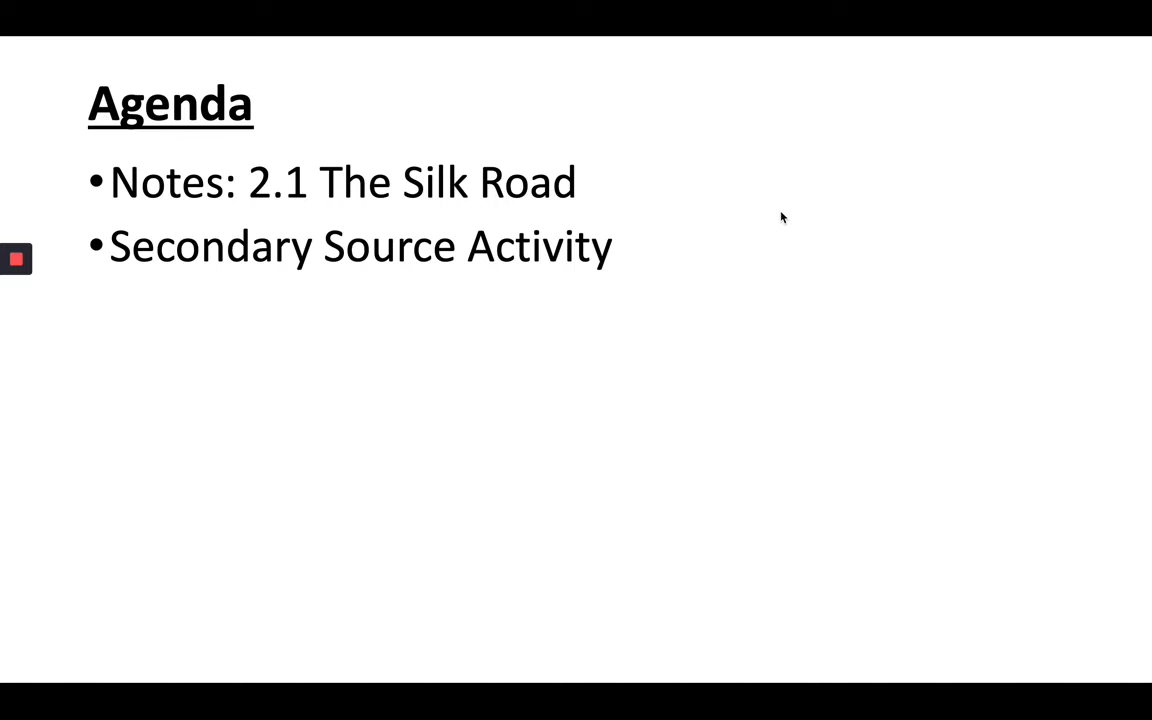 Agenda
•Notes: 2.1 The Silk Road
•Secondary Source Activity